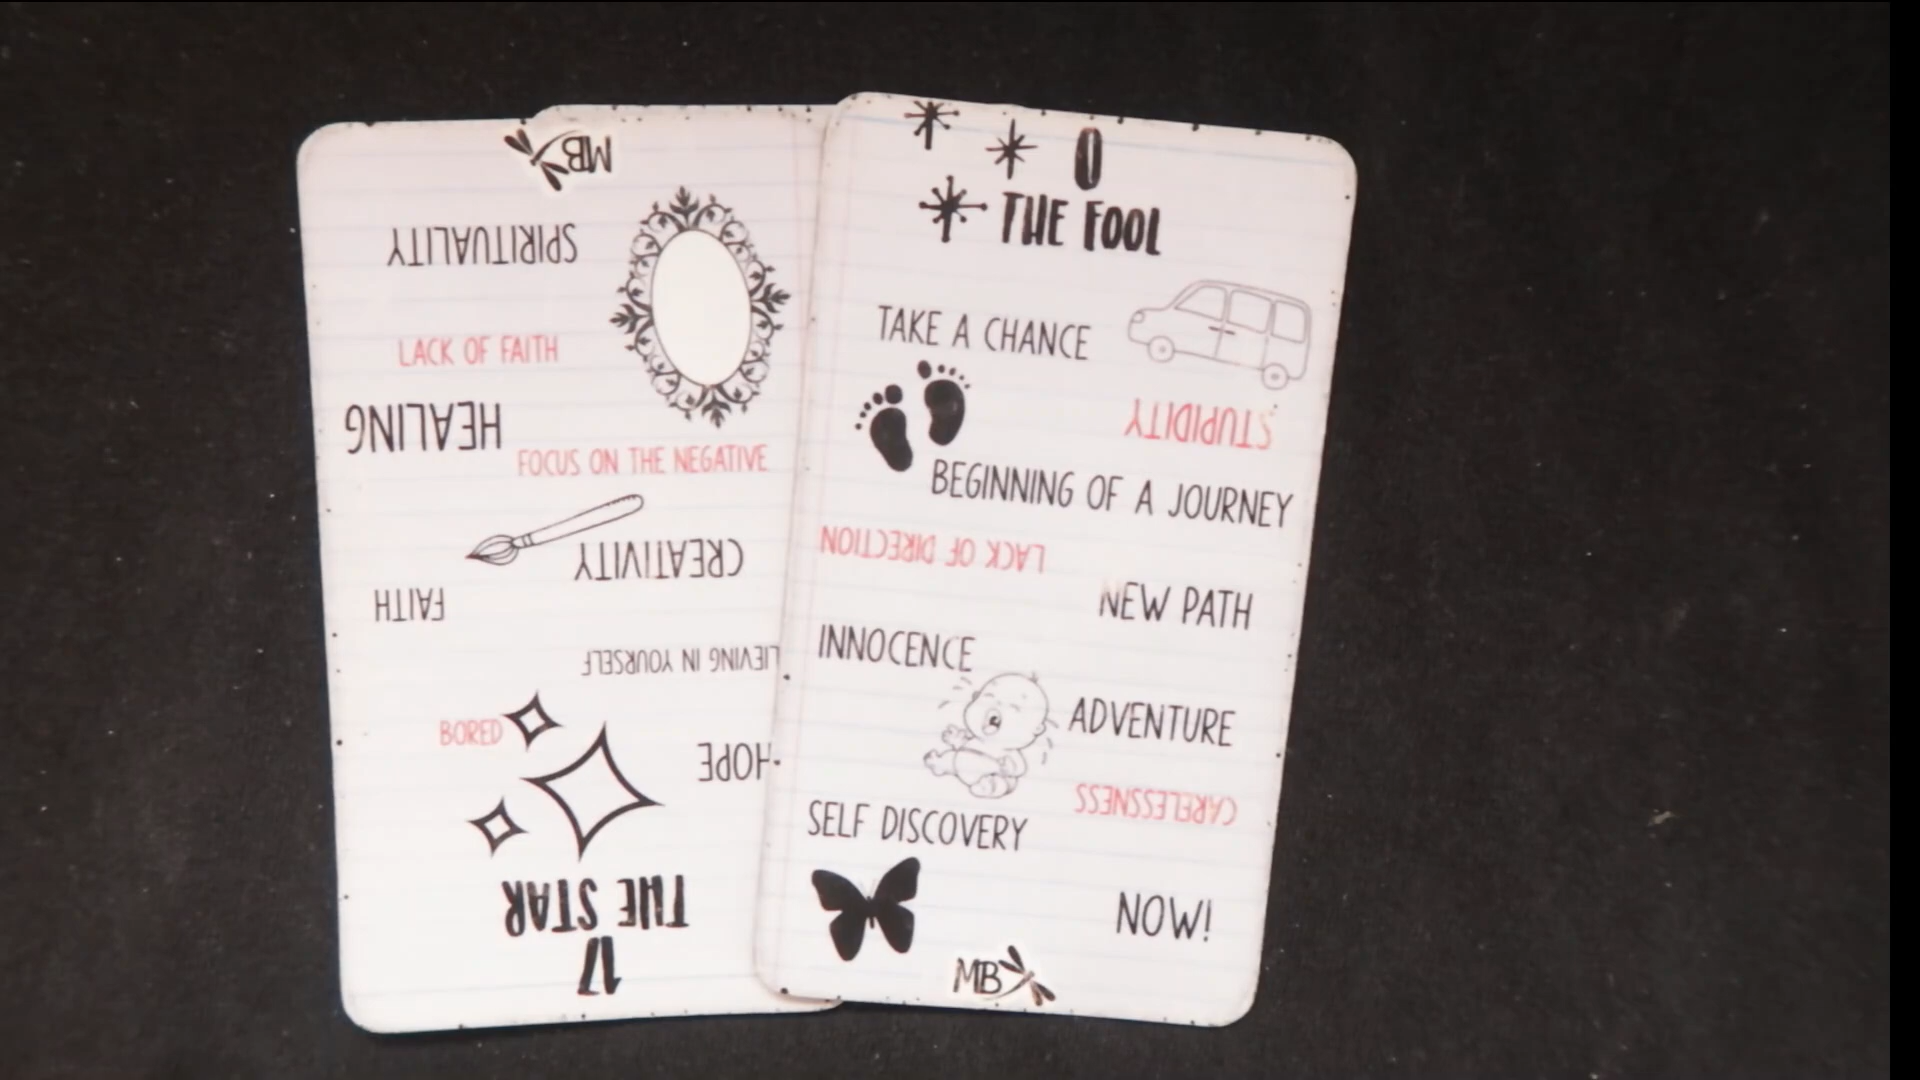 MB
SPIRITUALITY
LACK OF FAITH
HEALING
FOCUS ON THE NEGATIVE
CREATIVITY
FAITH
LIEVING IN YOURSELF
BORED
HOPE
THE STAR
17
0
THE FOOL
TAKE A CHANCE
STUPIDITY
BEGINNING OF A JOURNEY
LACK OF DIRECTION
NEW PATH
INNOCENCE
ADVENTURE
CARELESSNESS
SELF DISCOVERY
NOW!
MB